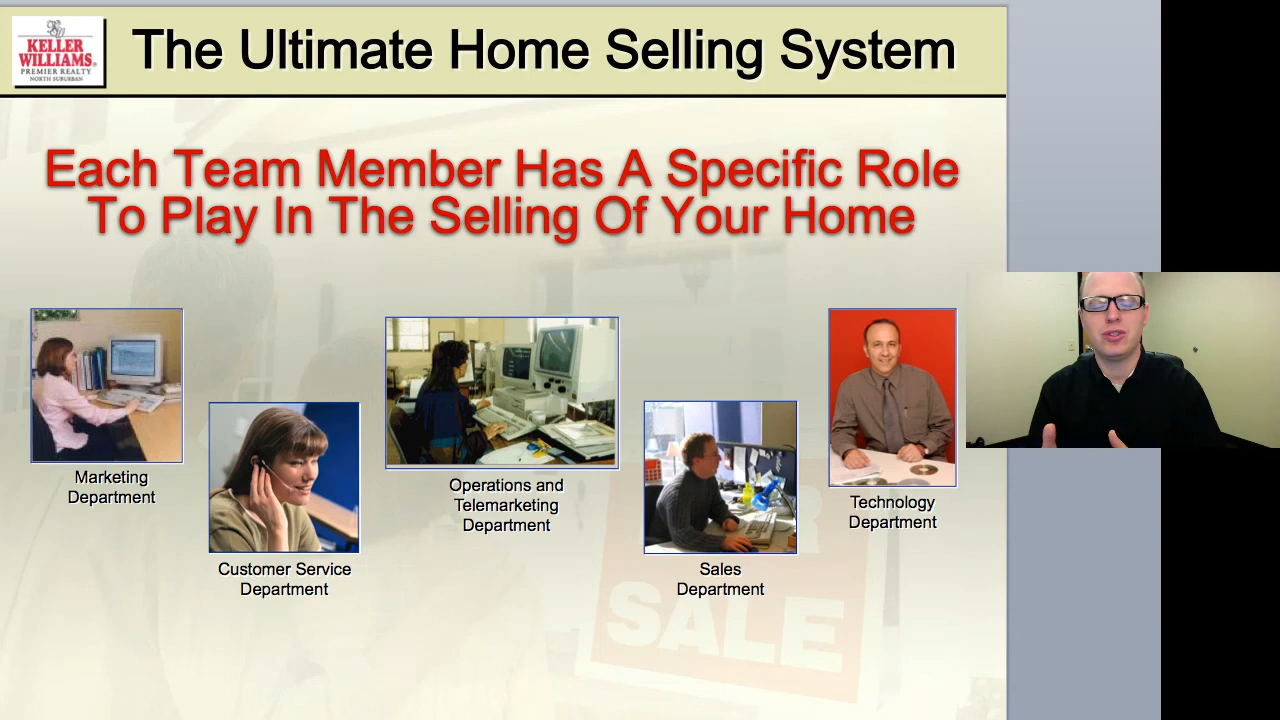 KELLER
WILLIAMS®
PREMIER REALTY
NORTH SUBURBAN
The Ultimate Home Selling System
Each Team Member Has A Specific Role
To Play In The Selling Of Your Home
Marketing
Department
Customer Service
Department
Operations and
Telemarketing
Department
Sales
Department
Technology
Department
SALE